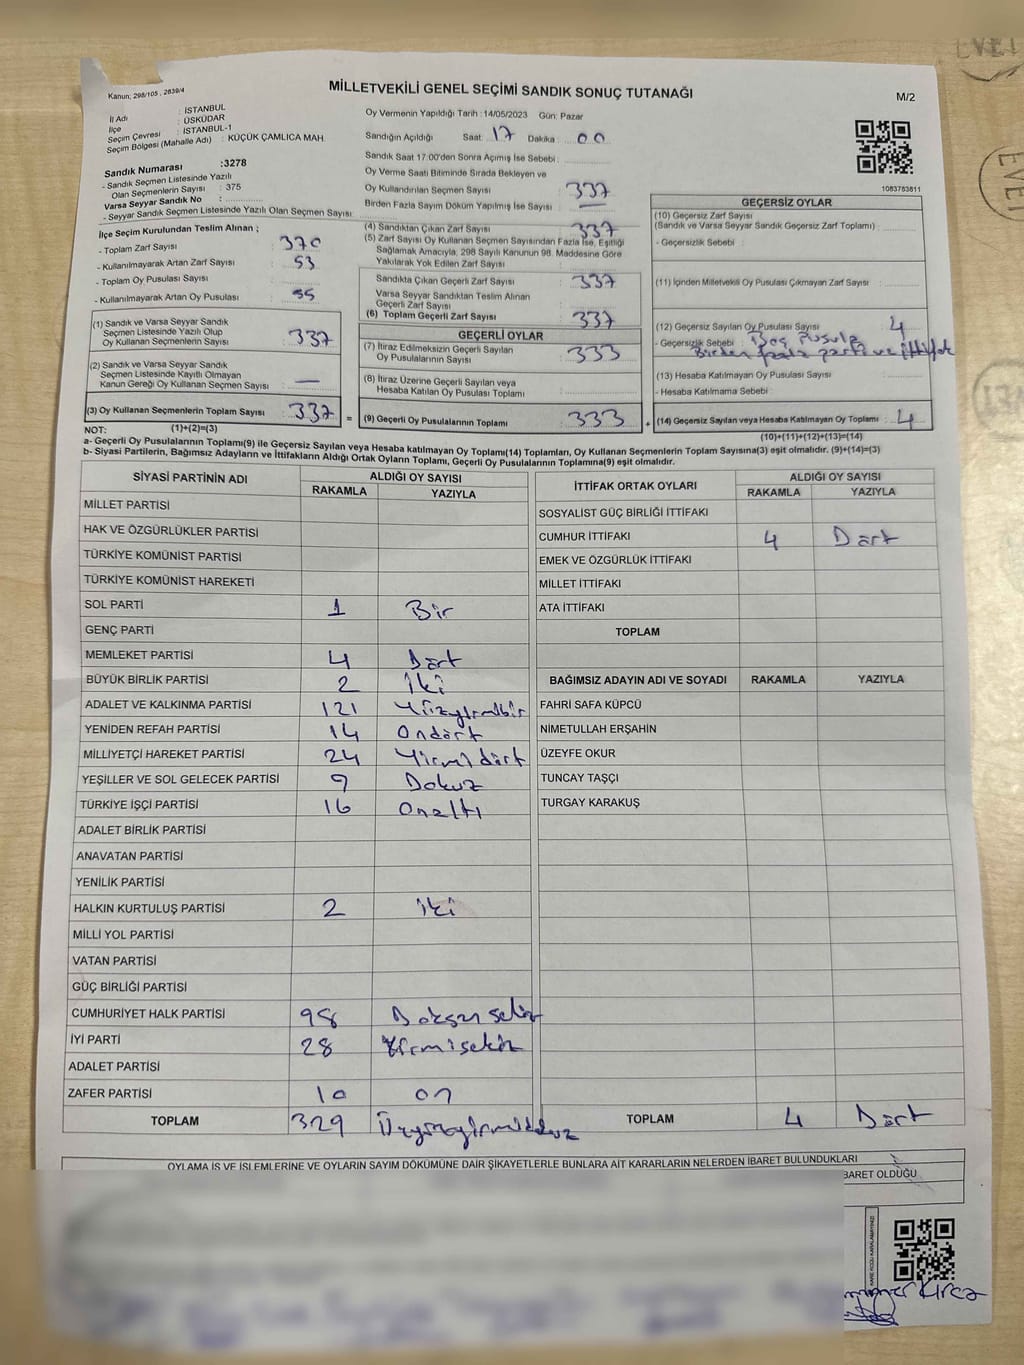 Kanun; 298/105 , 2839/4
MİLLETVEKİLİ GENEL SEÇİMİ SANDIK SONUÇ TUTANAĞI
M/2
İl Adı : İSTANBUL
İlçe : ÜSKÜDAR
Seçim Çevresi : İSTANBUL-1
Seçim Bölgesi (Mahalle Adı) : KÜÇÜK ÇAMLICA MAH.
Sandık Numarası :3278
- Sandık Seçmen Listesinde Yazılı
Olan Seçmenlerin Sayısı : 375
Varsa Seyyar Sandık No :
- Seyyar Sandık Seçmen Listesinde Yazılı Olan Seçmen Sayısı
İlçe Seçim Kurulundan Teslim Alınan ;
- Toplam Zarf Sayısı : 370
- Kullanılmayarak Artan Zarf Sayısı : 53
- Toplam Oy Pusulası Sayısı :
- Kullanılmayarak Artan Oy Pusulası : 55
(1) Sandık ve Varsa Seyyar Sandık
Seçmen Listesinde Yazılı Olup
Oy Kullanan Seçmenlerin Sayısı : 337
(2) Sandık ve Varsa Seyyar Sandık
Seçmen Listesinde Kayıtlı Olmayan
Kanun Gereği Oy Kullanan Seçmen Sayısı : —
(3) Oy Kullanan Seçmenlerin Toplam Sayısı : 337 =
Oy Vermenin Yapıldığı Tarih : 14/05/2023 Gün: Pazar
Sandığın Açıldığı Saat: 17 Dakika : 00
Sandık Saat 17:00'den Sonra Açımış İse Sebebi :
Oy Verme Saati Bitiminde Sırada Bekleyen ve
Oy Kullandırılan Seçmen Sayısı : 337
Birden Fazla Sayım Döküm Yapılmış İse Sayısı : —
(4) Sandıktan Çıkan Zarf Sayısı : 337
(5) Zarf Sayısı Oy Kullanan Seçmen Sayısından Fazla İse, Eşitliği
Sağlamak Amacıyla, 298 Sayılı Kanunun 98. Maddesine Göre
Yakılarak Yok Edilen Zarf Sayısı :
Sandıkta Çıkan Geçerli Zarf Sayısı : 337
Varsa Seyyar Sandıktan Teslim Alınan
Geçerli Zarf Sayısı :
(6) Toplam Geçerli Zarf Sayısı : 337
GEÇERLİ OYLAR
(7) İtiraz Edilmeksizin Geçerli Sayılan
Oy Pusulalarının Sayısı : 333
(8) İtiraz Üzerine Geçerli Sayılan veya
Hesaba Katılan Oy Pusulaları Toplamı :
(9) Geçerli Oy Pusulalarının Toplamı : 333 +
1083783811
GEÇERSİZ OYLAR
(10) Geçersiz Zarf Sayısı
(Sandık ve Varsa Seyyar Sandık Geçersiz Zarf Toplamı) :
- Geçersizlik Sebebi :
(11) İçinden Milletvekili Oy Pusulası Çıkmayan Zarf Sayısı :
(12) Geçersiz Sayılan Oy Pusulası Sayısı : 4
- Geçersizlik Sebebi : Boş Pusula
Birden fazla parti ve ittifak
(13) Hesaba Katılmayan Oy Pusulası Sayısı :
- Hesaba Katılmama Sebebi :
(14) Geçersiz Sayılan veya Hesaba Katılmayan Oy Toplamı : 4
NOT: (1)+(2)=(3)
(10)+(11)+(12)+(13)=(14)
a- Geçerli Oy Pusulalarının Toplamı(9) ile Geçersiz Sayılan veya Hesaba katılmayan Oy Toplamı(14) Toplamları, Oy Kullanan Seçmenlerin Toplam Sayısına(3) eşit olmalıdır. (9)+(14)=(3)
b- Siyasi Partilerin, Bağımsız Adayların ve İttifakların Aldığı Oyların Toplamı, Geçerli Oy Pusulalarının Toplamına(9) eşit olmalıdır.
SİYASİ PARTİNİN ADI ALDIĞI OY SAYISI
RAKAMLA YAZIYLA
MİLLET PARTİSİ
HAK VE ÖZGÜRLÜKLER PARTİSİ
TÜRKİYE KOMÜNİST PARTİSİ
TÜRKİYE KOMÜNİST HAREKETİ
SOL PARTİ 1 Bir
GENÇ PARTİ
MEMLEKET PARTİSİ 4 Dört
BÜYÜK BİRLİK PARTİSİ 2 İki
ADALET VE KALKINMA PARTİSİ 121 Yüzyirmibir
YENİDEN REFAH PARTİSİ 14 Ondört
MİLLİYETÇİ HAREKET PARTİSİ 24 Yirmidört
YEŞİLLER VE SOL GELECEK PARTİSİ 9 Dokuz
TÜRKİYE İŞÇİ PARTİSİ 16 Onaltı
ADALET BİRLİK PARTİSİ
ANAVATAN PARTİSİ
YENİLİK PARTİSİ
HALKIN KURTULUŞ PARTİSİ 2 iki
MİLLİ YOL PARTİSİ
VATAN PARTİSİ
GÜÇ BİRLİĞİ PARTİSİ
CUMHURİYET HALK PARTİSİ 98 Doksan sekiz
İYİ PARTİ 28 Yirmisekiz
ADALET PARTİSİ
ZAFER PARTİSİ 10 on
TOPLAM 329 Üçyüzyirmidokuz
İTTİFAK ORTAK OYLARI ALDIĞI OY SAYISI
RAKAMLA YAZIYLA
SOSYALIST GÜÇ BİRLİĞİ İTTİFAKI
CUMHUR İTTİFAKI 4 Dört
EMEK VE ÖZGÜRLÜK İTTİFAKI
MİLLET İTTİFAKI
ATA İTTİFAKI
TOPLAM
BAĞIMSIZ ADAYIN ADI VE SOYADI RAKAMLA YAZIYLA
FAHRİ SAFA KÜPCÜ
NİMETULLAH ERŞAHİN
ÜZEYFE OKUR
TUNCAY TAŞÇI
TURGAY KARAKUŞ
TOPLAM 4 Dört
OYLAMA İŞ VE İŞLEMLERİNE VE OYLARIN SAYIM DÖKÜMÜNE DAİR ŞİKAYETLERLE BUNLARA AİT KARARLARIN NELERDEN İBARET BULUNDUKLARI
BARET OLDUĞU
KARE KODU KARALAMAYINIZ!
EVET
EVET
EVET